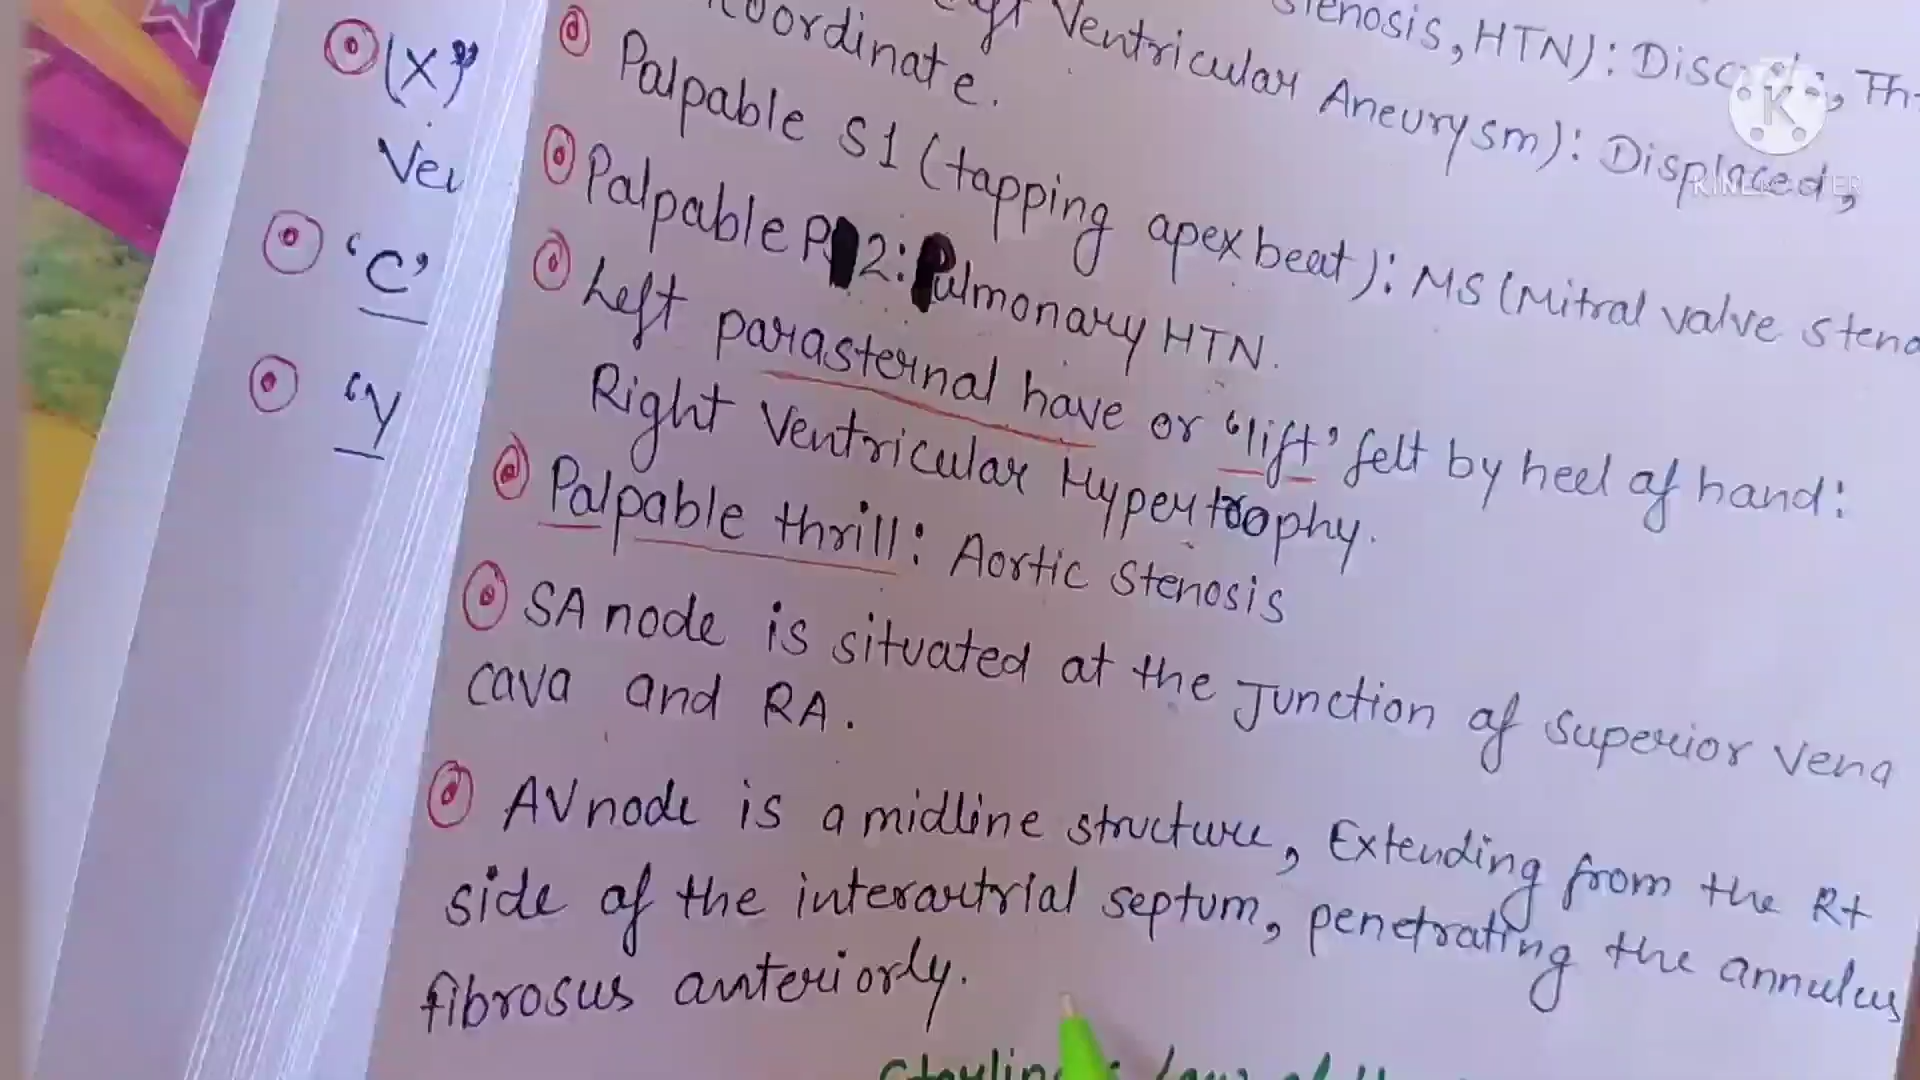 stenosis, HTN): Disc
Ventricular Aneurysm): Displaced,
coordinate.
Palpable S1 (tapping apex beat): MS (Mitral valve steno
Palpable P2: Pulmonary HTN.
Left parasternal have or 'lift' felt by heel of hand:
Right Ventricular Hypertrophy.
Palpable thrill: Aortic Stenosis
SA node is situated at the Junction of Superior Vena
cava and RA.
AV node is a midline structure, Extending from the Rt
side of the interartrial septum, penetrating the annulus
fibrosus anteriorly.
(X)
Ver
'C'
'Y
K
KINEMASTER